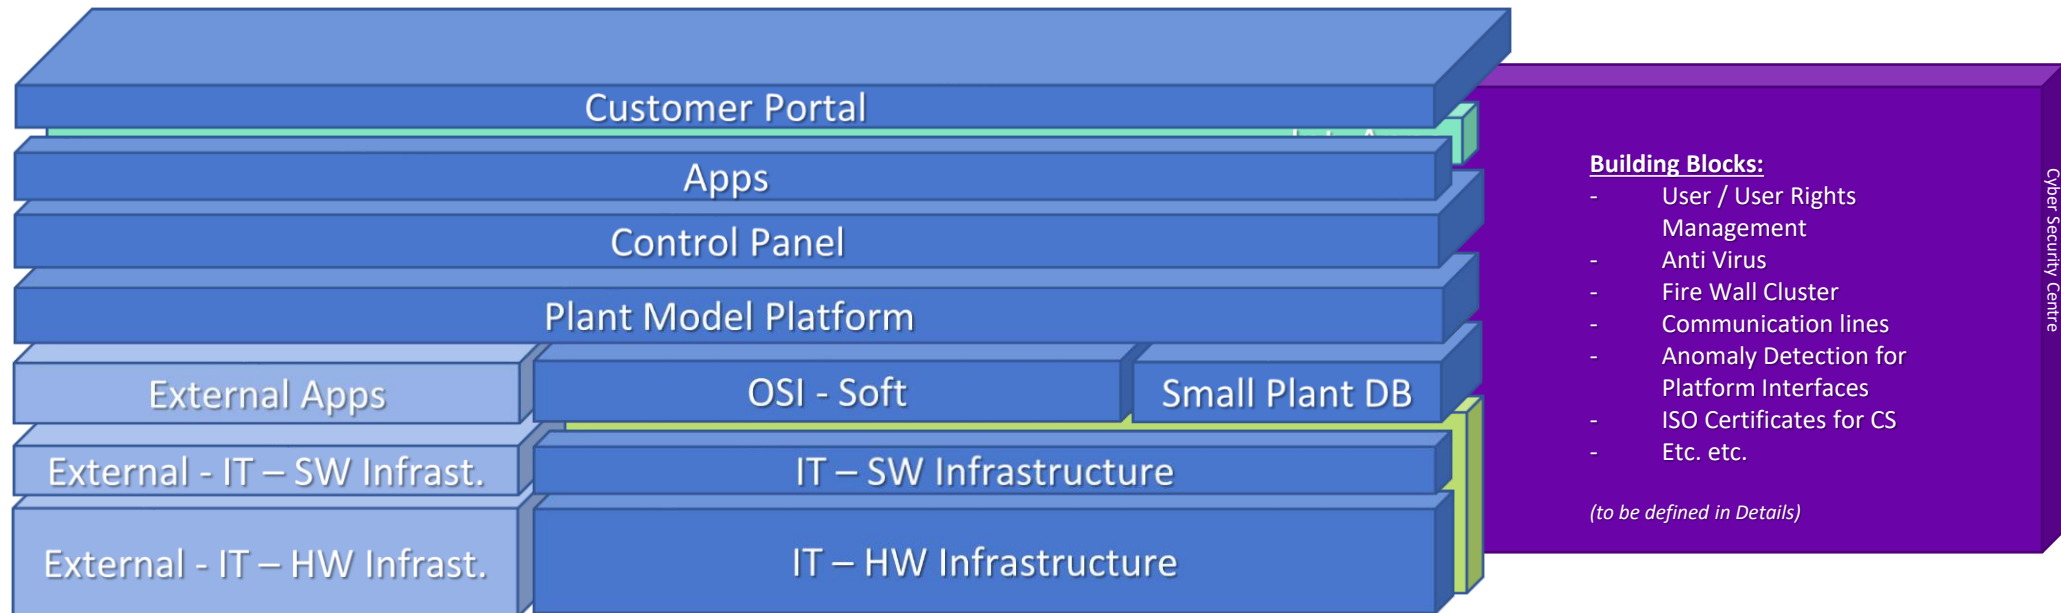 Customer Portal
Apps
Control Panel
Plant Model Platform
External Apps
OSI - Soft
Small Plant DB
External - IT – SW Infrast.
IT – SW Infrastructure
External - IT – HW Infrast.
IT – HW Infrastructure
Building Blocks:
- User / User Rights
Management
- Anti Virus
- Fire Wall Cluster
- Communication lines
- Anomaly Detection for
Platform Interfaces
- ISO Certificates for CS
- Etc. etc.
(to be defined in Details)
Cyber Security Centre